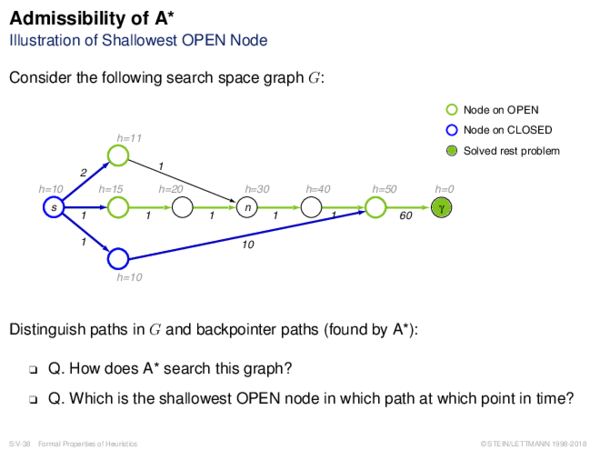 Admissibility of A*
Illustration of Shallowest OPEN Node
Consider the following search space graph G:
Node on OPEN
Node on CLOSED
Solved rest problem
h=11
2
1
h=10
h=15
h=20
h=30
h=40
h=50
h=0
s
n
γ
1
1
1
1
1
60
1
10
h=10
Distinguish paths in G and backpointer paths (found by A*):
❑ Q. How does A* search this graph?
❑ Q. Which is the shallowest OPEN node in which path at which point in time?
S:V-38 Formal Properties of Heuristics
©STEIN/LETTMANN 1998-2018